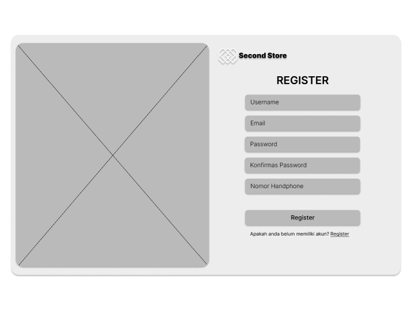 Second Store
REGISTER
Username
Email
Password
Konfirmas Password
Nomor Handphone
Register
Apakah anda belum memiliki akun? Register